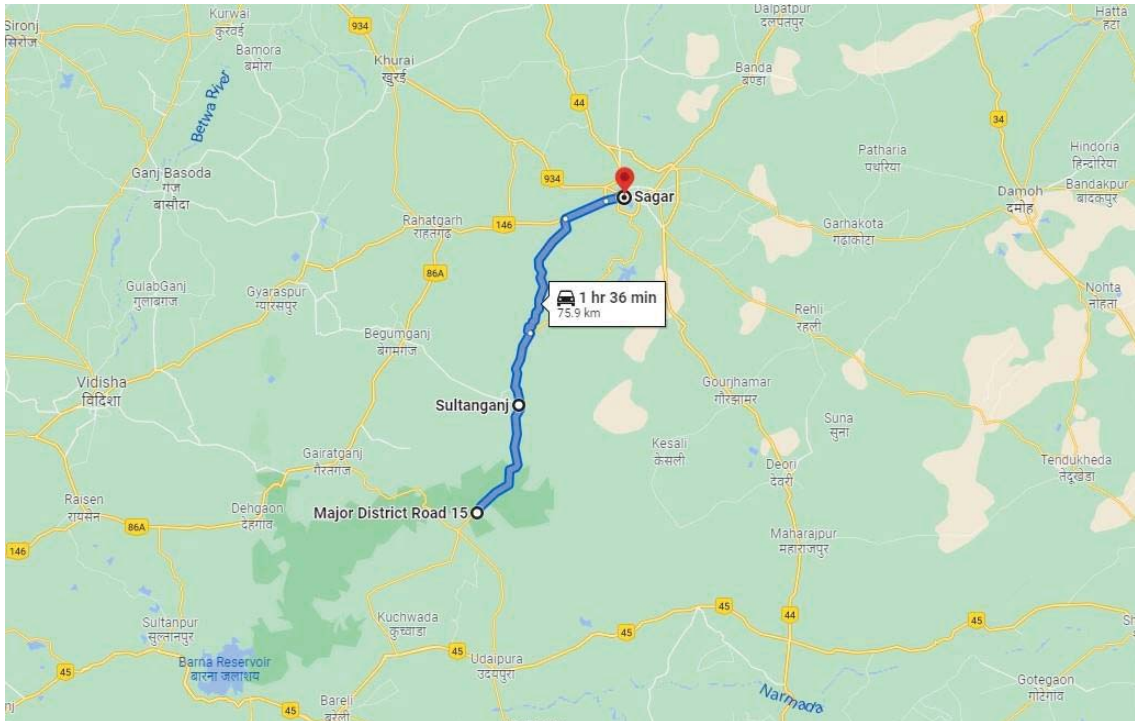 Sironj
सिरोंज
Kurwai
कुरवई
Bamora
बमोरा
934
Khurai
खुरई
Dalpatpur
दलपतपुर
Hatta
हटा
Betwa River
44
Banda
बण्डा
34
Patharia
पथरिया
Hindoria
हिन्दोरिया
Ganj Basoda
गंज
बासौदा
934
Sagar
Damoh
दमोह
Bandakpur
बांदकपुर
Rahatgarh
राहतगढ़
146
Garhakota
गढ़ाकोटा
86A
GulabGanj
गुलाबगंज
Gyaraspur
ग्यारसपुर
1 hr 36 min
75.9 km
Nohta
नोहता
Rehli
रहली
Begumganj
बेगमगंज
Vidisha
विदिशा
Sultanganj
Gourjhamar
गौरझामर
Suna
सुना
Kesali
केसली
Gairatganj
गैरतगंज
Deori
देवरी
Tendukheda
तेंदूखेड़ा
Raisen
रायसेन
Dehgaon
देहगांव
Major District Road 15
86A
146
Maharajpur
महाराजपुर
Kuchwada
कुच्वाडा
45
44
45
Sultanpur
सुल्तानपुर
45
Barna Reservoir
बारना जलाशय
45
45
Udaipura
उदयपुरा
Bareli
बरेली
45
Narmada
Gotegaon
गोटेगांव